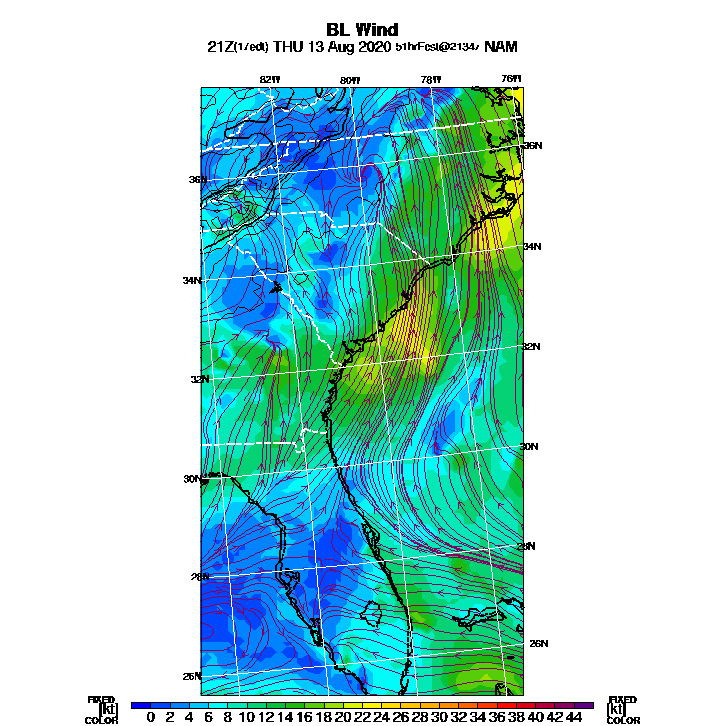 BL Wind
21Z(17edt) THU 13 Aug 2020 51hrFcst@2134z NAM
82W 80W 78W 76W
36N
36N
34N
34N
32N
32N
30N
30N
28N
28N
26N
26N
FIXED [kt] COLOR
0 2 4 6 8 10 12 14 16 18 20 22 24 26 28 30 32 34 36 38 40 42 44
FIXED [kt] COLOR